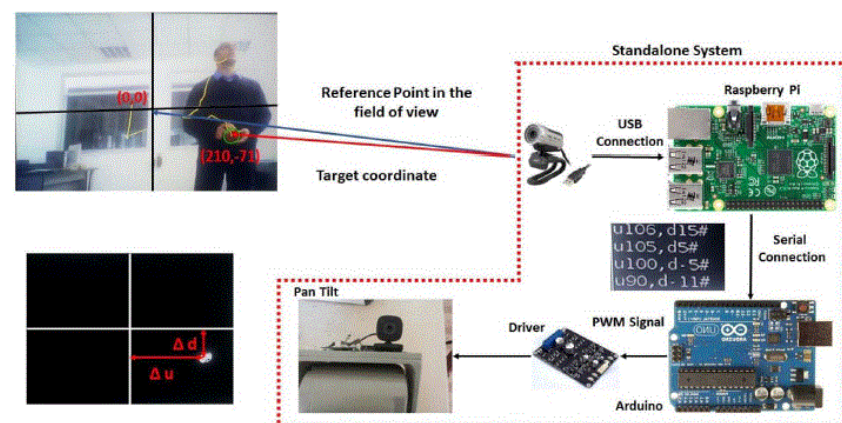 Standalone System
(0,0)
Reference Point in the
field of view
Raspberry Pi
USB
Connection
(210,-71)
Target coordinate
u106,d15#
u105,d5#
u100,d-5#
u90,d-11#
Serial
Connection
Pan Tilt
Driver
PWM Signal
UNO
Δ d
Δ u
Arduino